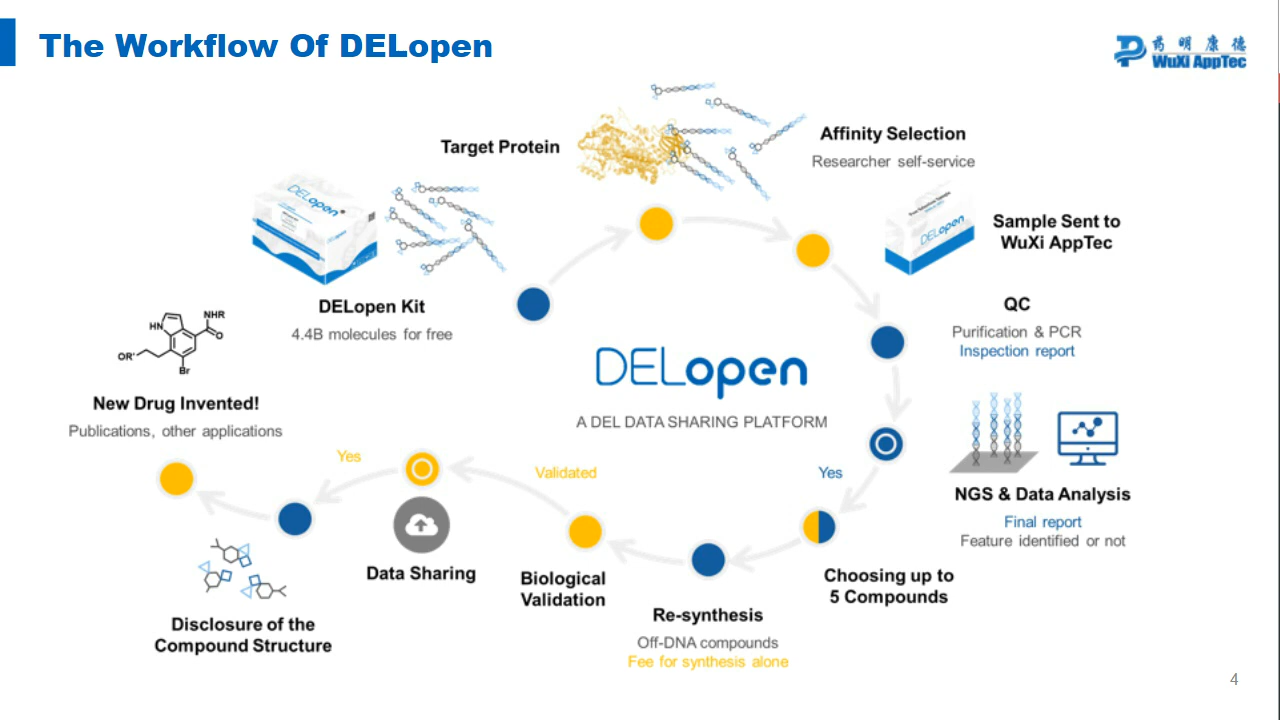 The Workflow Of DELopen
药明康德
WuXi AppTec
Target Protein
Affinity Selection
Researcher self-service
DELopen
DELopen
Sample Sent to
WuXi AppTec
DELopen Kit
4.4B molecules for free
QC
Purification & PCR
Inspection report
HN
NHR
O
OR'
Br
DELopen
A DEL DATA SHARING PLATFORM
New Drug Invented!
Publications, other applications
Yes
Validated
Yes
NGS & Data Analysis
Final report
Feature identified or not
Data Sharing
Biological
Validation
Choosing up to
5 Compounds
Re-synthesis
Off-DNA compounds
Fee for synthesis alone
Disclosure of the
Compound Structure
4